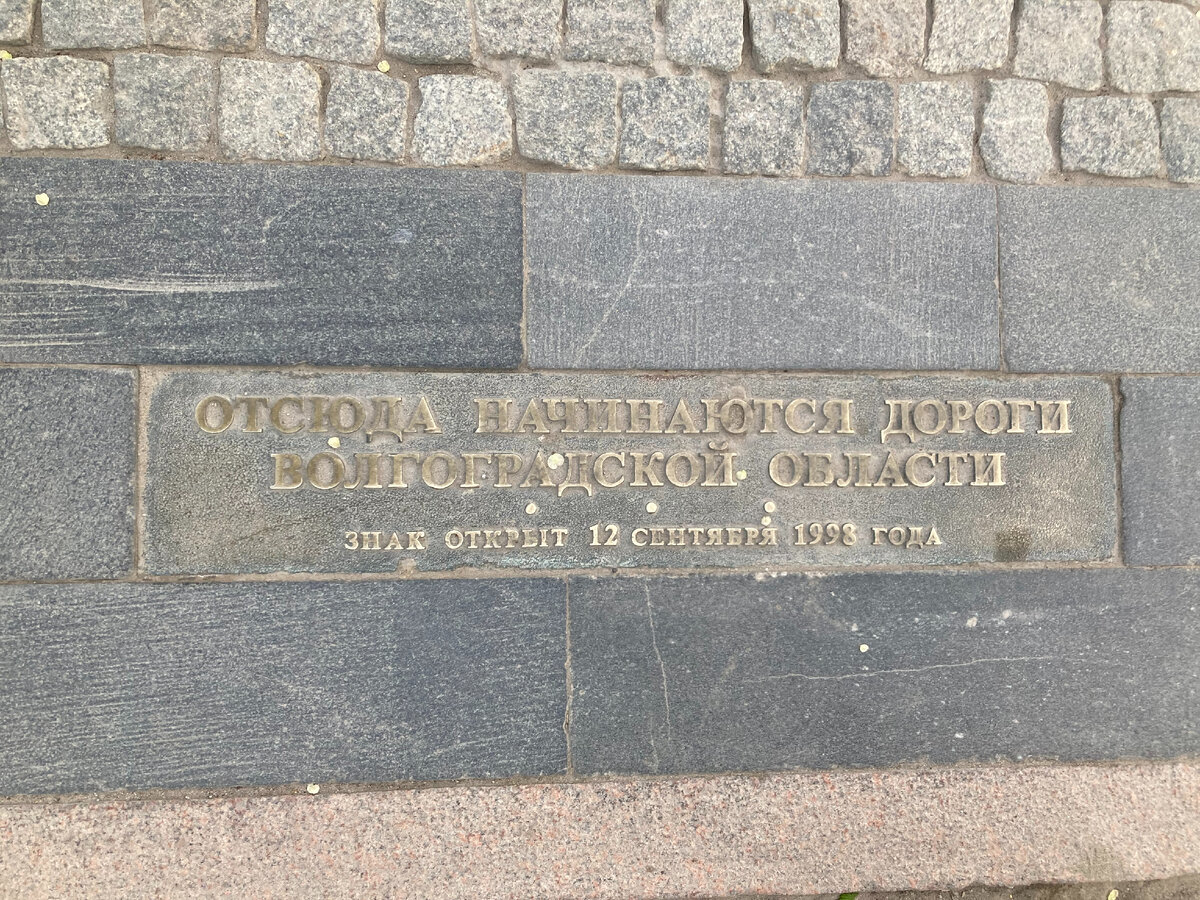 ОТСЮДА НАЧИНАЮТСЯ ДОРОГИ
ВОЛГОГРАДСКОЙ ОБЛАСТИ
ЗНАК ОТКРЫТ 12 СЕНТЯБРЯ 1998 ГОДА